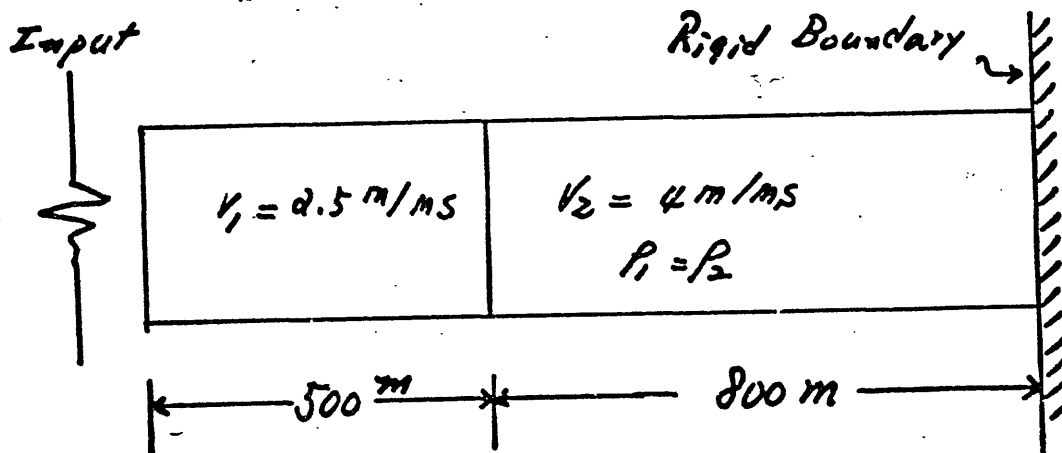 Input
Rigid Boundary
V₁ = 2.5 m/ms
V₂ = 4 m/ms
ρ₁ = ρ₂
500 m
800 m